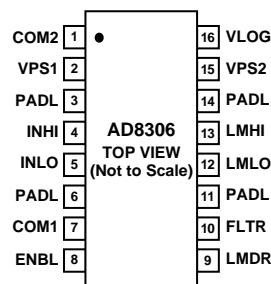 COM2 1 16 VLOG
VPS1 2 15 VPS2
PADL 3 14 PADL
INHI 4 AD8306 13 LMHI
TOP VIEW
INLO 5 (Not to Scale) 12 LMLO
PADL 6 11 PADL
COM1 7 10 FLTR
ENBL 8 9 LMDR